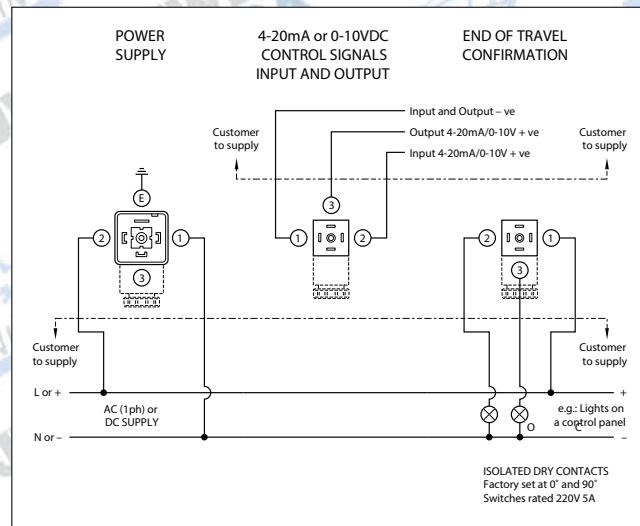 POWER
SUPPLY
4-20mA or 0-10VDC
CONTROL SIGNALS
INPUT AND OUTPUT
END OF TRAVEL
CONFIRMATION
Input and Output – ve
Output 4-20mA/0-10V + ve
Input 4-20mA/0-10V + ve
Customer
to supply
Customer
to supply
E
3
2
1
3
1
2
2
1
3
Customer
to supply
Customer
to supply
L or +
+
AC (1ph) or
DC SUPPLY
e.g.: Lights on
a control panel
O
C
N or –
–
ISOLATED DRY CONTACTS
Factory set at 0° and 90°
Switches rated 220V 5A